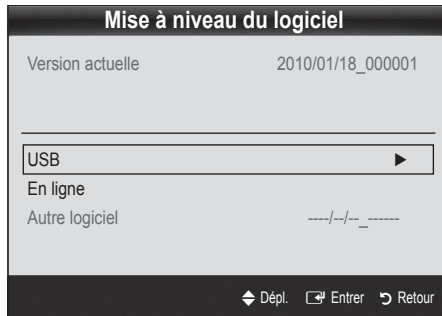 Mise à niveau du logiciel
Version actuelle 2010/01/18_000001
USB
En ligne
Autre logiciel ----/--/--_------
Dépl. Entrer Retour